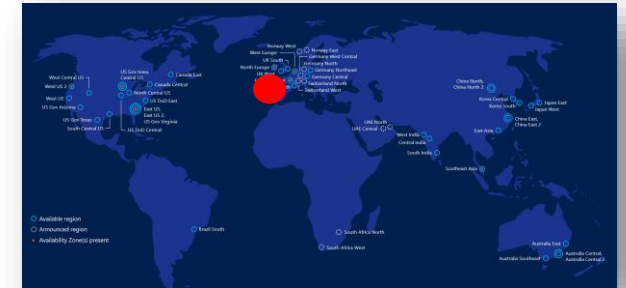 Norway West
Norway East
West Europe
Germany West Central
Germany North
UK South
Germany Northeast
North Europe
Germany Central
UK West
Switzerland North
Switzerland West
US Gov Iowa
Central US
Canada East
West Central US
Canada Central
West US 2
North Central US
West US
US DoD East
US Gov Arizona
East US,
East US 2,
US Gov Virginia
US Gov Texas
South Central US
US DoD Central
China North,
China North 2
Korea Central
Korea South
Japan East
Japan West
China East,
China East 2
East Asia
UAE North
UAE Central
West India
Central India
South India
Southeast Asia
Available region
Announced region
Availability Zone(s) present
Brazil South
South Africa North
South Africa West
Australia East
Australia Southeast
Australia Central,
Australia Central 2